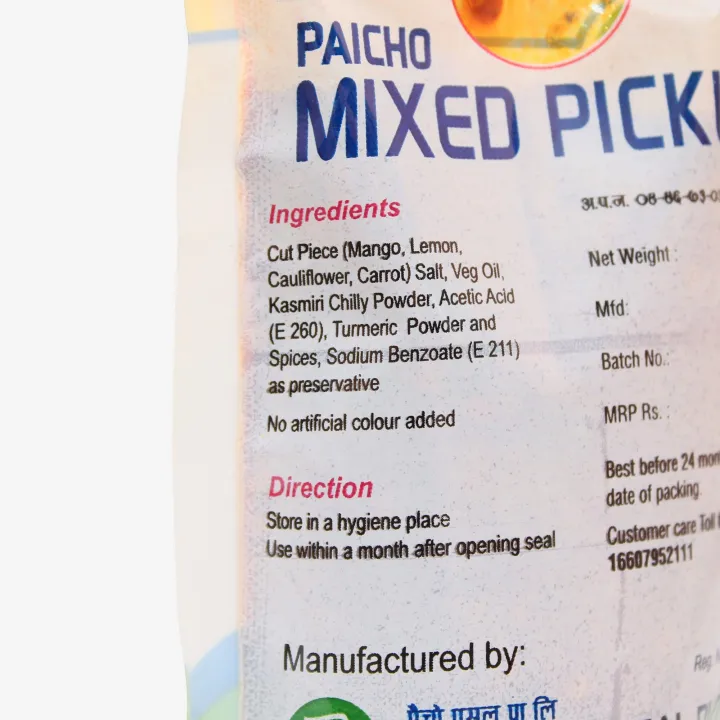 PAICHO
MIXED PICK
Ingredients
Cut Piece (Mango, Lemon,
Cauliflower, Carrot) Salt, Veg Oil,
Kasmiri Chilly Powder, Acetic Acid
(E 260), Turmeric Powder and
Spices, Sodium Benzoate (E 211)
as preservative
No artificial colour added
Direction
Store in a hygiene place
Use within a month after opening seal
अ.प.ज.
Net Weight :
Mfd:
Batch No.:
MRP Rs. :
Best before 24
date of packing
Customer care Toll
16607952111
Manufactured by:
पैचो
Reg.